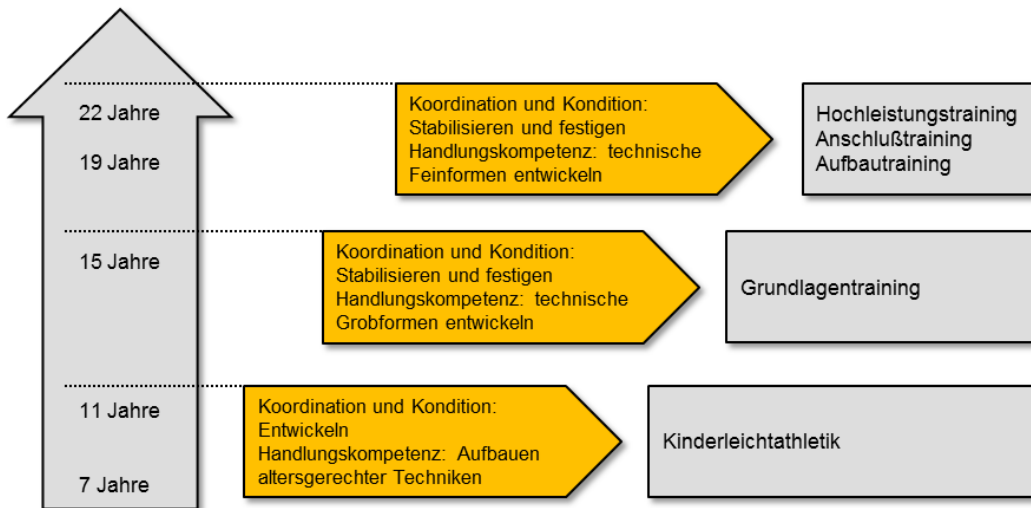 22 Jahre
19 Jahre
Koordination und Kondition:
Stabilisieren und festigen
Handlungskompetenz: technische
Feinformen entwickeln
Hochleistungstraining
Anschlußtraining
Aufbautraining
15 Jahre
Koordination und Kondition:
Stabilisieren und festigen
Handlungskompetenz: technische
Grobformen entwickeln
Grundlagentraining
11 Jahre
7 Jahre
Koordination und Kondition:
Entwickeln
Handlungskompetenz: Aufbauen
altersgerechter Techniken
Kinderleichtathletik